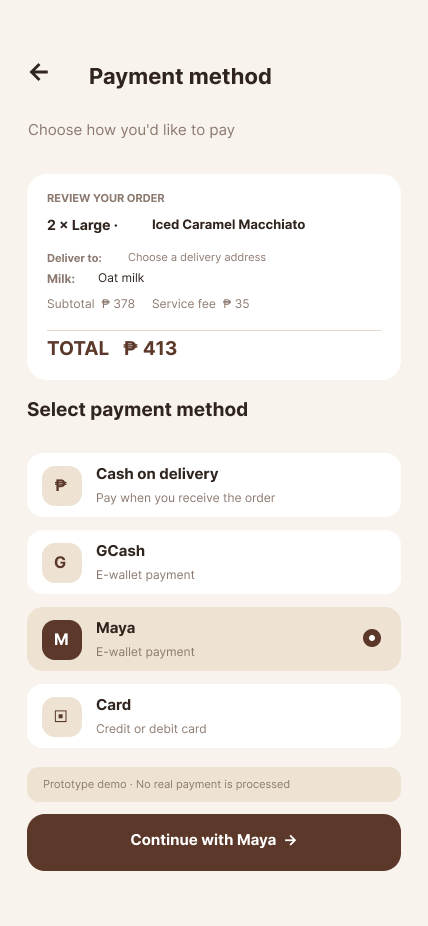 ← Payment method
Choose how you'd like to pay
REVIEW YOUR ORDER
2 × Large · Iced Caramel Macchiato
Deliver to: Choose a delivery address
Milk: Oat milk
Subtotal ₱ 378 Service fee ₱ 35
TOTAL ₱ 413
Select payment method
₱ Cash on delivery
Pay when you receive the order
G GCash
E-wallet payment
M Maya
E-wallet payment
Card
Credit or debit card
Prototype demo · No real payment is processed
Continue with Maya →